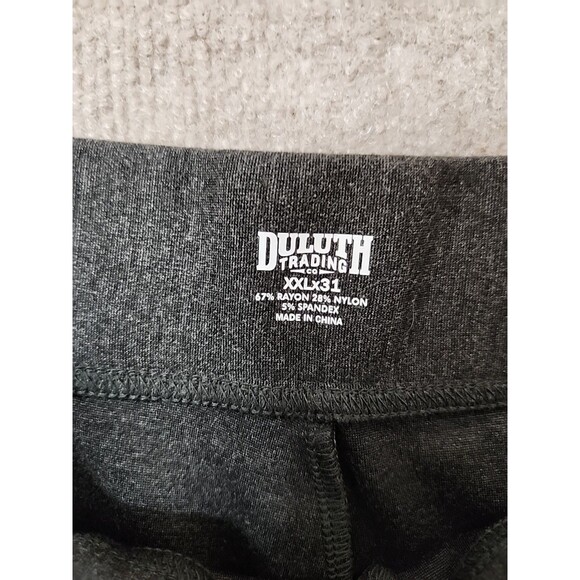 DULUTH
TRADING
CO
XXLx31
67% RAYON 28% NYLON
5% SPANDEX
MADE IN CHINA